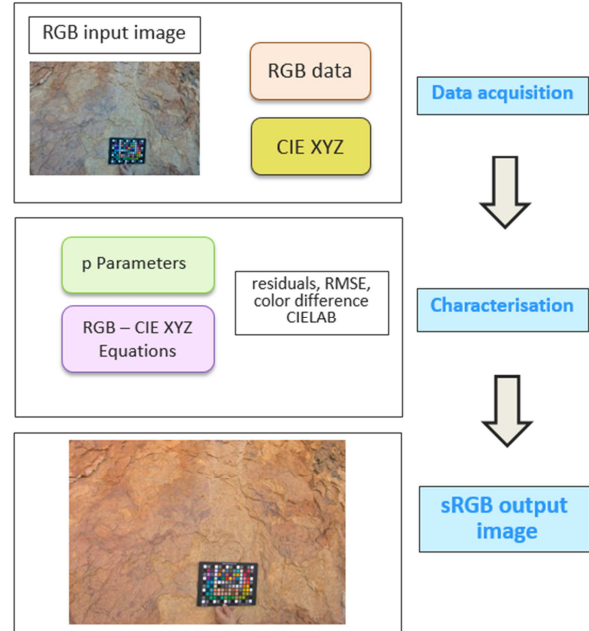 RGB input image
RGB data
CIE XYZ
Data acquisition
p Parameters
RGB – CIE XYZ
Equations
residuals, RMSE,
color difference
CIELAB
Characterisation
sRGB output
image